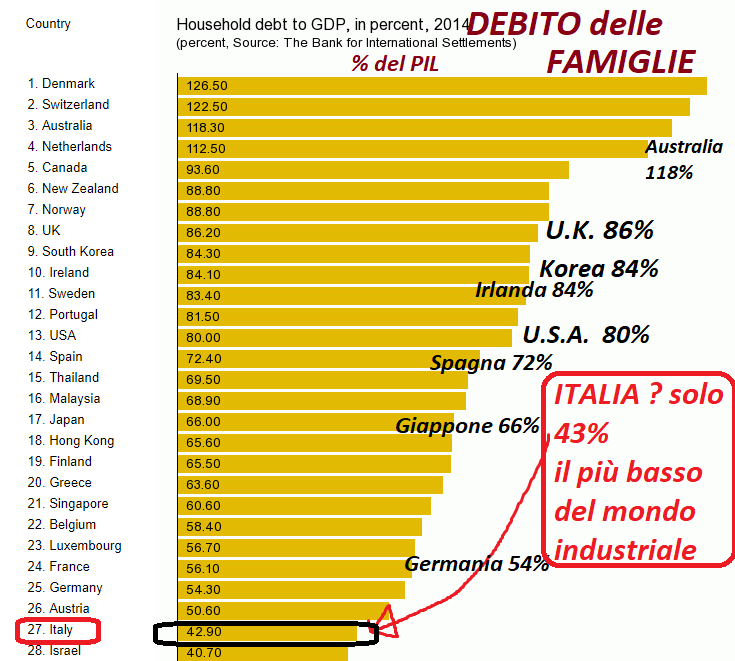 Country
Household debt to GDP, in percent, 2014
(percent, Source: The Bank for International Settlements)
DEBITO delle
FAMIGLIE
% del PIL
1. Denmark 126.50
2. Switzerland 122.50
3. Australia 118.30
4. Netherlands 112.50
Australia
118%
5. Canada 93.60
6. New Zealand 88.80
7. Norway 88.80
8. UK 86.20 U.K. 86%
9. South Korea 84.30
10. Ireland 84.10 Korea 84%
11. Sweden 83.40 Irlanda 84%
12. Portugal 81.50
13. USA 80.00 U.S.A. 80%
14. Spain 72.40 Spagna 72%
15. Thailand 69.50
16. Malaysia 68.90
17. Japan 66.00 Giappone 66%
18. Hong Kong 65.60
19. Finland 65.50
20. Greece 63.60
21. Singapore 60.60
22. Belgium 58.40
23. Luxembourg 56.70
24. France 56.10 Germania 54%
25. Germany 54.30
26. Austria 50.60
27. Italy 42.90
28. Israel 40.70
ITALIA ? solo
43%
il più basso
del mondo
industriale